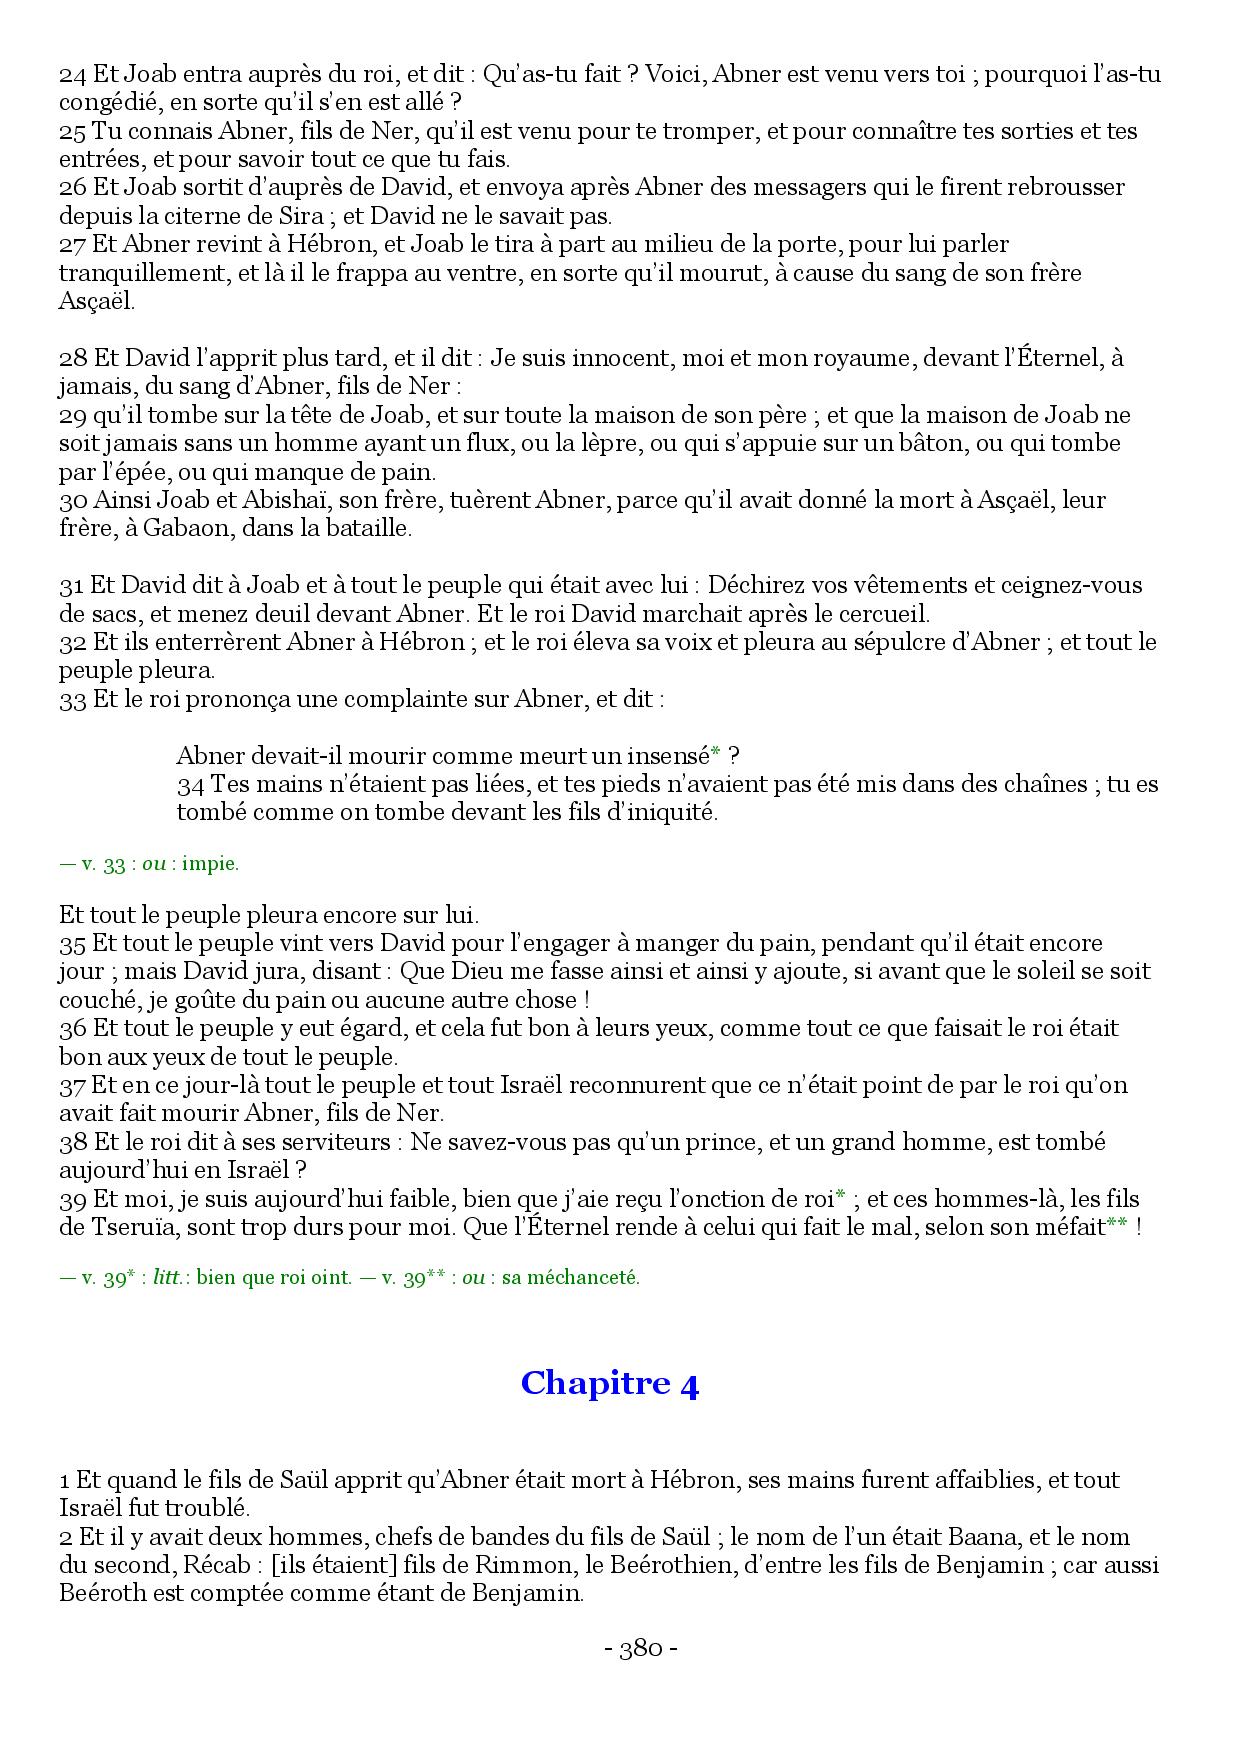 24 Et Joab entra auprès du roi, et dit : Qu’as-tu fait ? Voici, Abner est venu vers toi ; pourquoi l’as-tu
congédié, en sorte qu’il s’en est allé ?
25 Tu connais Abner, fils de Ner, qu’il est venu pour te tromper, et pour connaître tes sorties et tes
entrées, et pour savoir tout ce que tu fais.
26 Et Joab sortit d’auprès de David, et envoya après Abner des messagers qui le firent rebrousser
depuis la citerne de Sira ; et David ne le savait pas.
27 Et Abner revint à Hébron, et Joab le tira à part au milieu de la porte, pour lui parler
tranquillement, et là il le frappa au ventre, en sorte qu’il mourut, à cause du sang de son frère
Asçaël.
28 Et David l’apprit plus tard, et il dit : Je suis innocent, moi et mon royaume, devant l’Éternel, à
jamais, du sang d’Abner, fils de Ner :
29 qu’il tombe sur la tête de Joab, et sur toute la maison de son père ; et que la maison de Joab ne
soit jamais sans un homme ayant un flux, ou la lèpre, ou qui s’appuie sur un bâton, ou qui tombe
par l’épée, ou qui manque de pain.
30 Ainsi Joab et Abishaï, son frère, tuèrent Abner, parce qu’il avait donné la mort à Asçaël, leur
frère, à Gabaon, dans la bataille.
31 Et David dit à Joab et à tout le peuple qui était avec lui : Déchirez vos vêtements et ceignez-vous
de sacs, et menez deuil devant Abner. Et le roi David marchait après le cercueil.
32 Et ils enterrèrent Abner à Hébron ; et le roi éleva sa voix et pleura au sépulcre d’Abner ; et tout le
peuple pleura.
33 Et le roi prononça une complainte sur Abner, et dit :
Abner devait-il mourir comme meurt un insensé* ?
34 Tes mains n’étaient pas liées, et tes pieds n’avaient pas été mis dans des chaînes ; tu es
tombé comme on tombe devant les fils d’iniquité.
— v. 33 : ou : impie.
Et tout le peuple pleura encore sur lui.
35 Et tout le peuple vint vers David pour l’engager à manger du pain, pendant qu’il était encore
jour ; mais David jura, disant : Que Dieu me fasse ainsi et ainsi y ajoute, si avant que le soleil se soit
couché, je goûte du pain ou aucune autre chose !
36 Et tout le peuple y eut égard, et cela fut bon à leurs yeux, comme tout ce que faisait le roi était
bon aux yeux de tout le peuple.
37 Et en ce jour-là tout le peuple et tout Israël reconnurent que ce n’était point de par le roi qu’on
avait fait mourir Abner, fils de Ner.
38 Et le roi dit à ses serviteurs : Ne savez-vous pas qu’un prince, et un grand homme, est tombé
aujourd’hui en Israël ?
39 Et moi, je suis aujourd’hui faible, bien que j’aie reçu l’onction de roi* ; et ces hommes-là, les fils
de Tseruïa, sont trop durs pour moi. Que l’Éternel rende à celui qui fait le mal, selon son méfait** !
— v. 39* : litt.: bien que roi oint. — v. 39** : ou : sa méchanceté.
Chapitre 4
1 Et quand le fils de Saül apprit qu’Abner était mort à Hébron, ses mains furent affaiblies, et tout
Israël fut troublé.
2 Et il y avait deux hommes, chefs de bandes du fils de Saül ; le nom de l’un était Baana, et le nom
du second, Récab : [ils étaient] fils de Rimmon, le Beérothien, d’entre les fils de Benjamin ; car aussi
Beéroth est comptée comme étant de Benjamin.
- 380 -